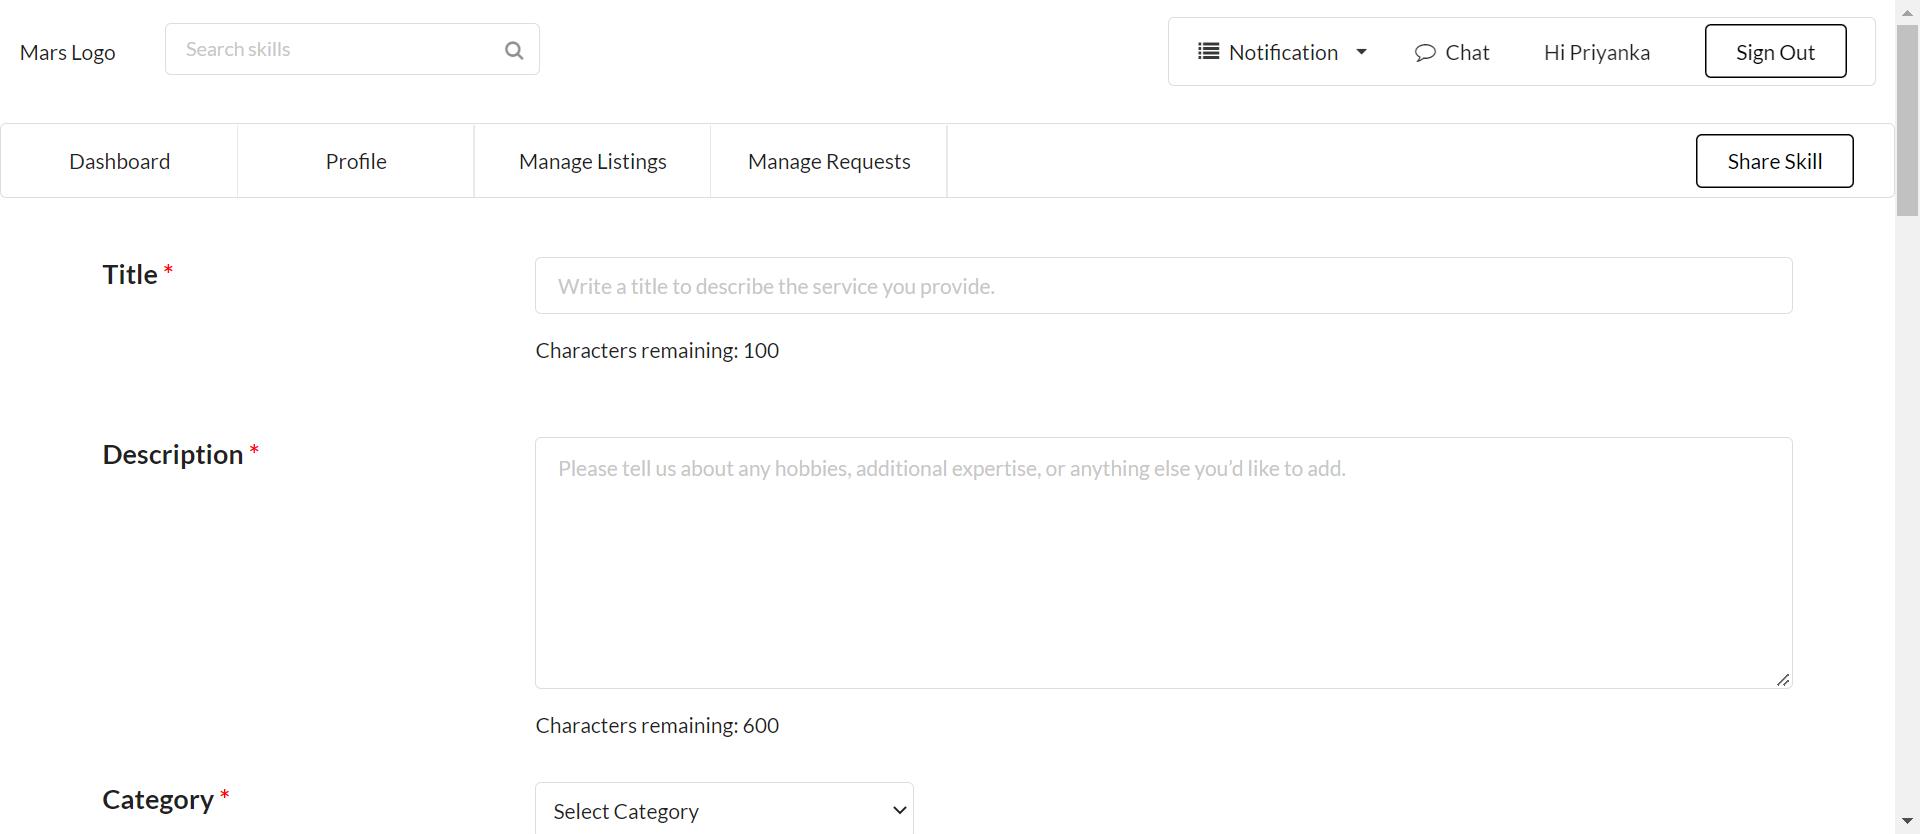 Mars Logo
Search skills
Notification
Chat
Hi Priyanka
Sign Out
Dashboard
Profile
Manage Listings
Manage Requests
Share Skill
Title *
Write a title to describe the service you provide.
Characters remaining: 100
Description *
Please tell us about any hobbies, additional expertise, or anything else you’d like to add.
Characters remaining: 600
Category *
Select Category